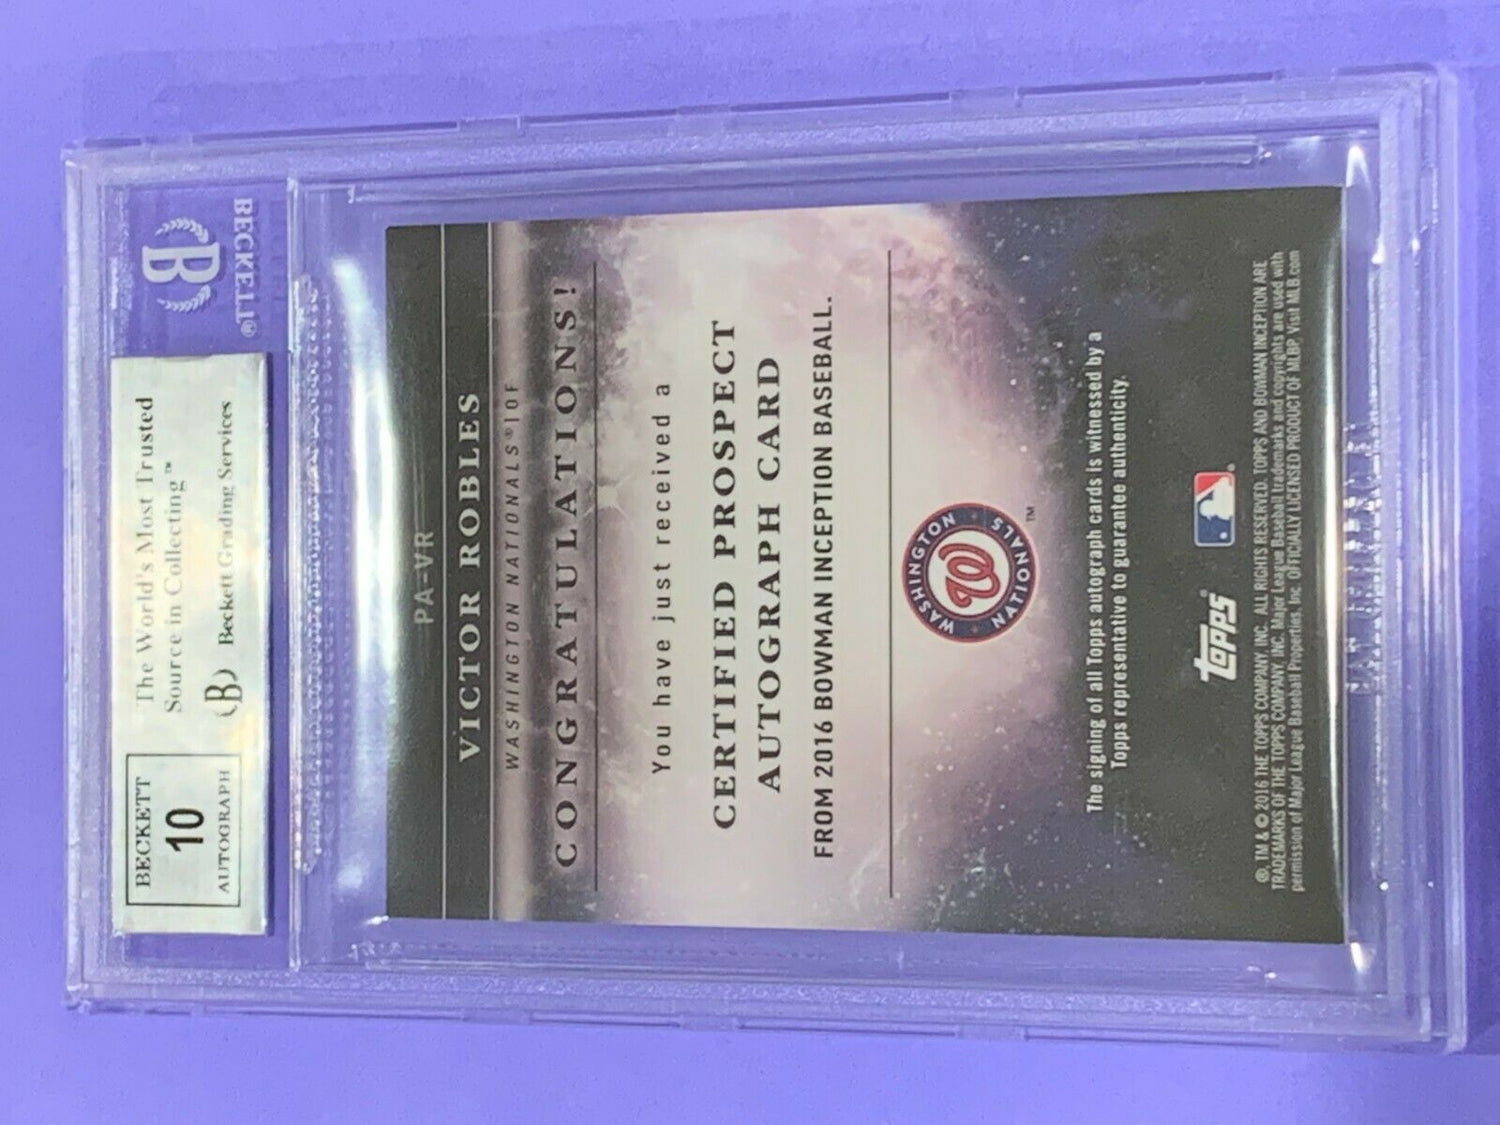 BECKETT
10
AUTOGRAPH
The World's Most Trusted
Source in Collecting™
B Beckett Grading Services
B
BECKETT®
PA-VR
VICTOR ROBLES
WASHINGTON NATIONALS® | OF
CONGRATULATIONS!
You have just received a
CERTIFIED PROSPECT
AUTOGRAPH CARD
FROM 2016 BOWMAN INCEPTION BASEBALL.
WASHINGTON
W
NATIONALS
™
The signing of all Topps autograph cards is witnessed by a
Topps representative to guarantee authenticity.
topps®
®, TM & © 2016 THE TOPPS COMPANY, INC. ALL RIGHTS RESERVED. TOPPS AND BOWMAN INCEPTION ARE
TRADEMARKS OF THE TOPPS COMPANY, INC. Major League Baseball trademarks and copyrights are used with
permission of Major League Baseball Properties, Inc. OFFICIALLY LICENSED PRODUCT OF MLBP. Visit MLB.com